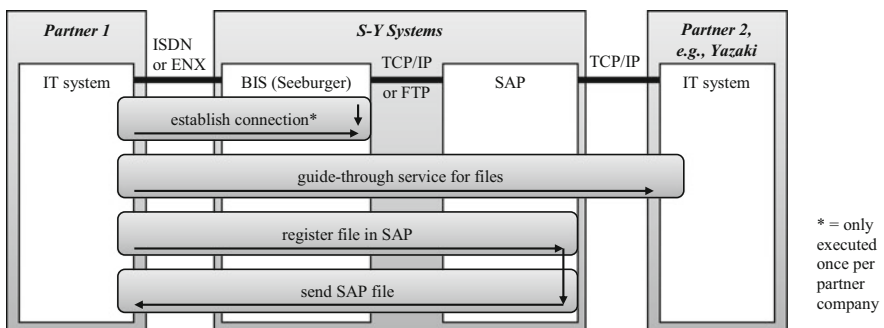 Partner 1
S-Y Systems
Partner 2,
e.g., Yazaki
ISDN
or ENX
TCP/IP
or FTP
TCP/IP
IT system
BIS (Seeburger)
SAP
IT system
establish connection*
guide-through service for files
register file in SAP
send SAP file
* = only
executed
once per
partner
company